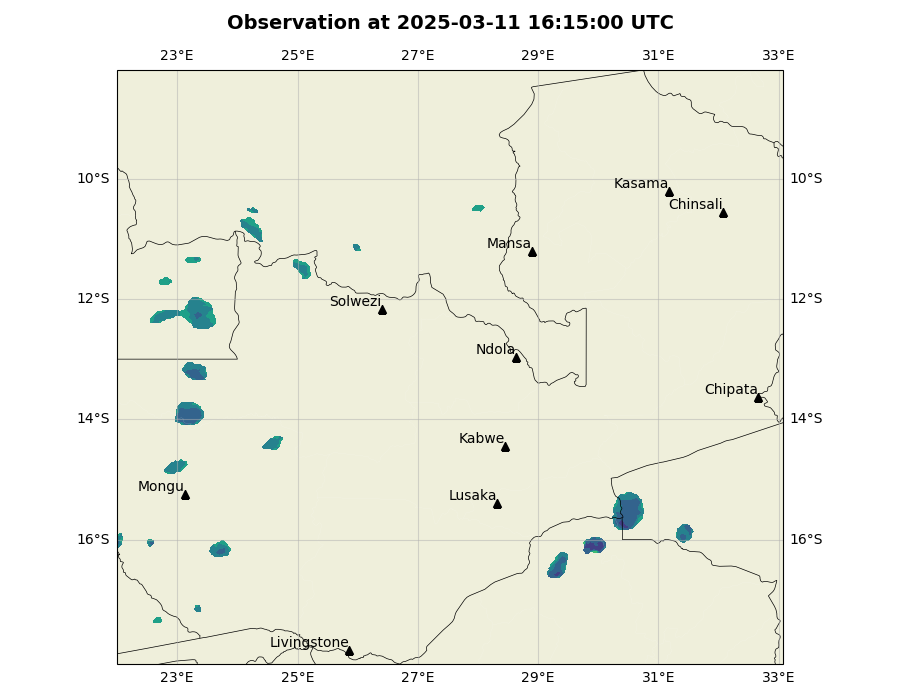 Observation at 2025-03-11 16:15:00 UTC
23°E 25°E 27°E 29°E 31°E 33°E
10°S 10°S
Kasama
Chinsali
Mansa
12°S 12°S
Solwezi
Ndola
Chipata
14°S 14°S
Kabwe
Mongu
Lusaka
16°S 16°S
Livingstone
23°E 25°E 27°E 29°E 31°E 33°E